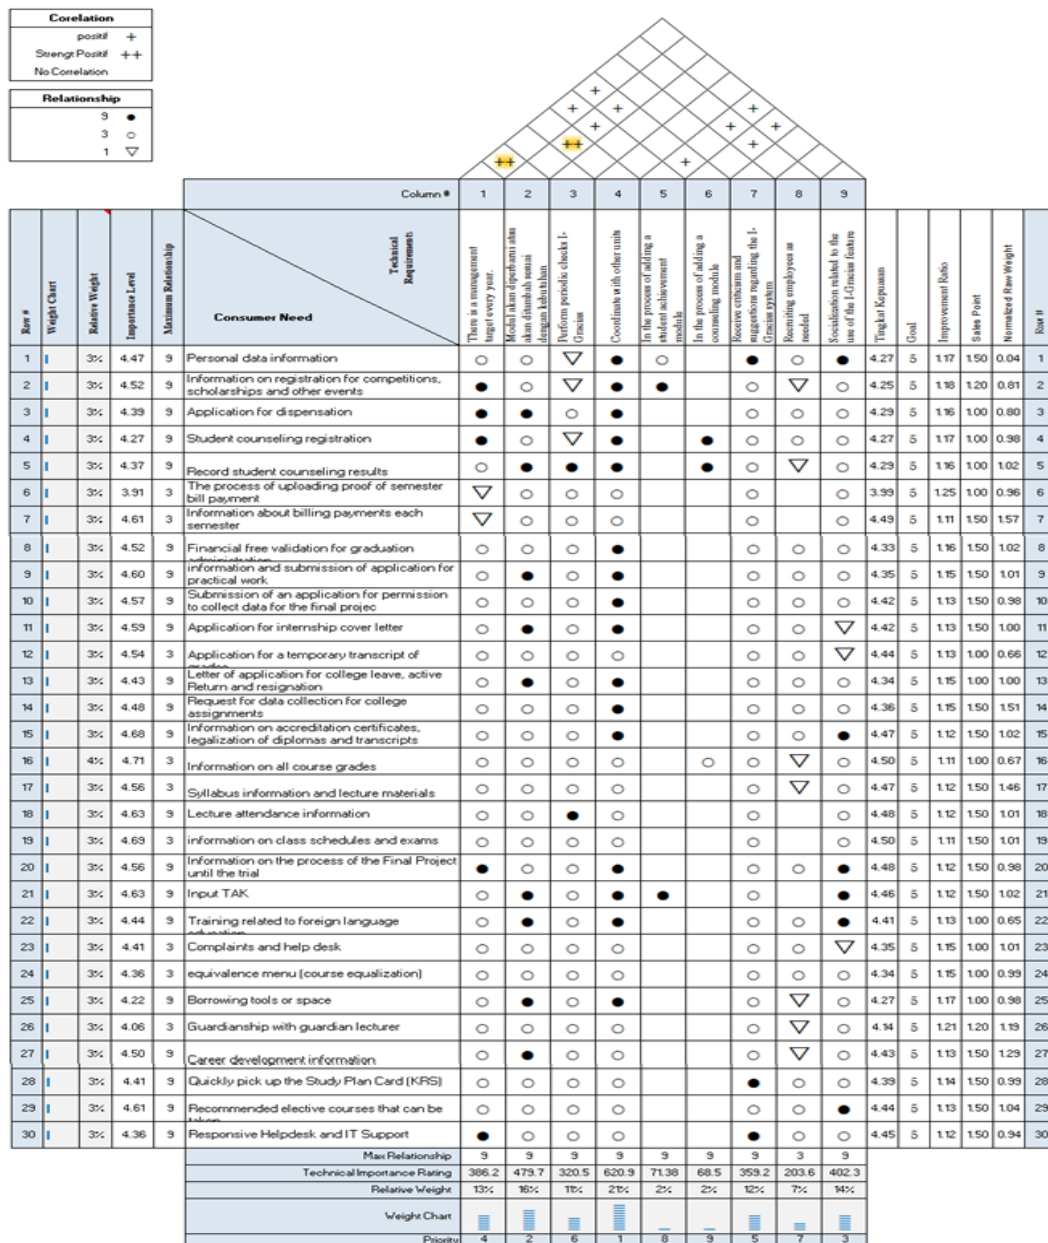 Corelation
positif +
Strengt Positif ++
No Correlation
Relationship
9 ●
3 ○
1 ▽
+
+ + +
+ + +
++ +
++ +
Column # 1 2 3 4 5 6 7 8 9
Row #
Weight Chart
Relative Weight
Importance Level
Maximum Relationship
Technical
Requirements
Consumer Need
There is a management
target every year.
Modul akan diperbarui atau
akan ditambah sesuai
dengan kebutuhan
Perform periodic checks I-
Gracias
Coordinate with other units
In the process of adding a
student achievement
module
In the process of adding a
counseling module
Receive criticism and
suggestions regarding the I-
Gracias system
Recruiting employees as
needed
Socialization related to the
use of the I-Gracias feature
Tingkat Kepuasan
Goal
Improvement Ratio
Sales Point
Normalized Raw Weight
Row #
1 3% 4.47 9 Personal data information ○ ○ ▽ ● ○ ● ○ ● 4.27 5 1.17 1.50 0.04 1
2 3% 4.52 9 Information on registration for competitions,
scholarships and other events ● ○ ▽ ● ● ○ ▽ ○ 4.25 5 1.18 1.20 0.81 2
3 3% 4.39 9 Application for dispensation ● ● ○ ● ○ ○ ○ 4.29 5 1.16 1.00 0.80 3
4 3% 4.27 9 Student counseling registration ● ○ ▽ ● ● ○ ○ ○ 4.27 5 1.17 1.00 0.98 4
5 3% 4.37 9 Record student counseling results ○ ● ● ● ● ○ ▽ ○ 4.29 5 1.16 1.00 1.02 5
6 3% 3.91 3 The process of uploading proof of semester
bill payment ▽ ○ ○ ○ ○ ○ 3.99 5 1.25 1.00 0.96 6
7 3% 4.61 3 Information about billing payments each
semester ▽ ○ ○ ○ ○ 4.49 5 1.11 1.50 1.57 7
8 3% 4.52 9 Financial free validation for graduation
○ ○ ○ ● ○ ○ ○ 4.33 5 1.16 1.50 1.02 8
9 3% 4.60 9 information and submission of application for
practical work ○ ● ○ ● ○ ○ ○ 4.35 5 1.15 1.50 1.01 9
10 3% 4.57 9 Submission of an application for permission
to collect data for the final projec ○ ○ ○ ● ○ ○ ○ 4.42 5 1.13 1.50 0.98 10
11 3% 4.59 9 Application for internship cover letter ○ ● ○ ● ○ ○ ▽ 4.42 5 1.13 1.50 1.00 11
12 3% 4.54 3 Application for a temporary transcript of
○ ○ ○ ○ ○ ○ ▽ 4.44 5 1.13 1.00 0.66 12
13 3% 4.43 9 Letter of application for college leave, active
Return and resignation ○ ● ○ ● ○ ○ ○ 4.34 5 1.15 1.00 1.00 13
14 3% 4.48 9 Request for data collection for college
assignments ○ ○ ○ ● ○ ○ ○ 4.36 5 1.15 1.50 1.51 14
15 3% 4.68 9 Information on accreditation certificates,
legalization of diplomas and transcripts ○ ○ ○ ● ○ ○ ● 4.47 5 1.12 1.50 1.02 15
16 4% 4.71 3 Information on all course grades ○ ○ ○ ○ ○ ○ ▽ ○ 4.50 5 1.11 1.00 0.67 16
17 3% 4.56 3 Syllabus information and lecture materials ○ ○ ○ ○ ○ ▽ ○ 4.47 5 1.12 1.50 1.46 17
18 3% 4.63 9 Lecture attendance information ○ ○ ● ○ ○ ○ 4.48 5 1.12 1.50 1.01 18
19 3% 4.69 3 information on class schedules and exams ○ ○ ○ ○ ○ ○ 4.50 5 1.11 1.50 1.01 19
20 3% 4.56 9 Information on the process of the Final Project
until the trial ● ○ ○ ● ○ ○ ● 4.48 5 1.12 1.50 0.98 20
21 3% 4.63 9 Input TAK ○ ● ○ ● ● ○ ● 4.46 5 1.12 1.50 1.02 21
22 3% 4.44 9 Training related to foreign language
○ ● ○ ● ○ ○ ● 4.41 5 1.13 1.00 0.65 22
23 3% 4.41 3 Complaints and help desk ○ ○ ○ ○ ○ ○ ▽ 4.35 5 1.15 1.00 1.01 23
24 3% 4.36 3 equivalence menu (course equalization) ○ ○ ○ ○ ○ ○ ○ 4.34 5 1.15 1.00 0.99 24
25 3% 4.22 9 Borrowing tools or space ○ ● ○ ● ○ ▽ ○ 4.27 5 1.17 1.00 0.98 25
26 3% 4.06 3 Guardianship with guardian lecturer ○ ○ ○ ○ ○ ▽ ○ 4.14 5 1.21 1.20 1.19 26
27 3% 4.50 9 Career development information ○ ● ○ ○ ○ ▽ ○ 4.43 5 1.13 1.50 1.29 27
28 3% 4.41 9 Quickly pick up the Study Plan Card (KRS) ○ ○ ○ ○ ● ○ ○ 4.39 5 1.14 1.50 0.99 28
29 3% 4.61 9 Recommended elective courses that can be
○ ○ ○ ○ ○ ○ ● 4.44 5 1.13 1.50 1.04 29
30 3% 4.36 9 Responsive Helpdesk and IT Support ● ○ ○ ○ ● ○ ○ 4.45 5 1.12 1.50 0.94 30
Max Relationship 9 9 9 9 9 9 9 3 9
Technical Importance Rating 386.2 479.7 320.5 620.9 71.38 68.5 359.2 203.6 402.3
Relative Weight 13% 16% 11% 21% 2% 2% 12% 7% 14%
Weight Chart
Priority 4 2 6 1 8 9 5 7 3